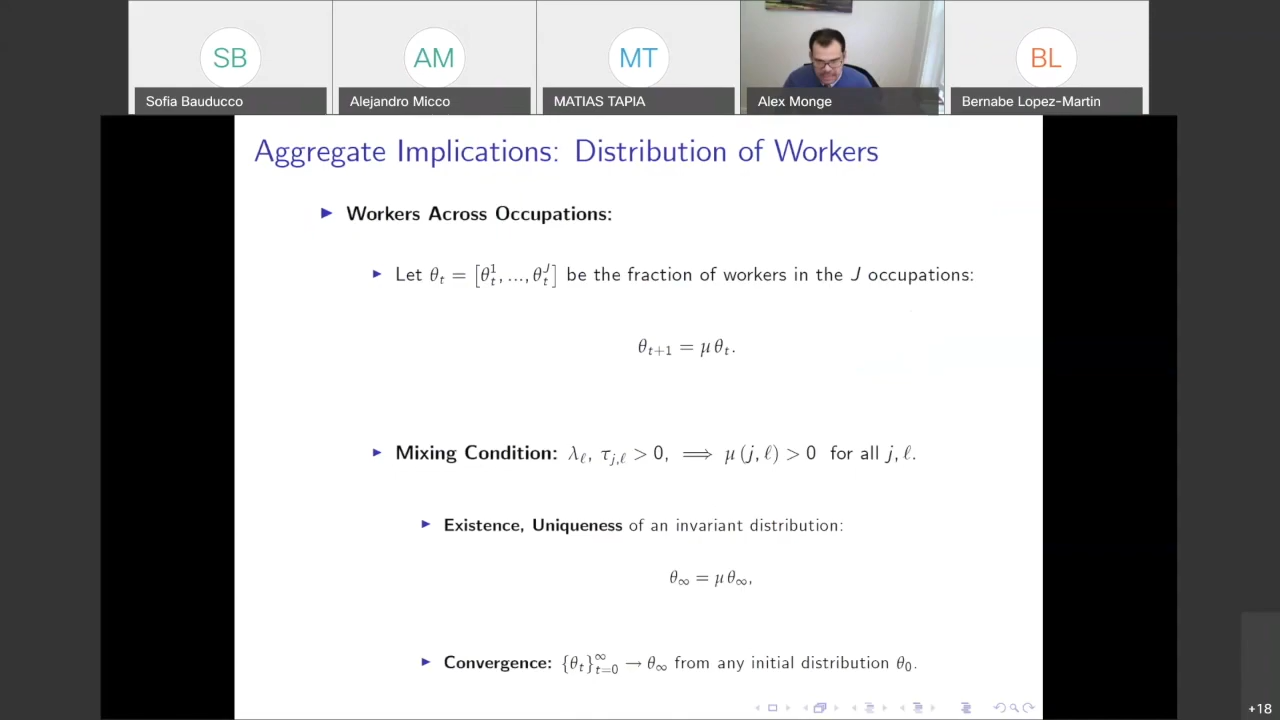 SB
AM
MT
BL
Sofia Bauducco
Alejandro Micco
MATIAS TAPIA
Alex Monge
Bernabe Lopez-Martin
Aggregate Implications: Distribution of Workers
Workers Across Occupations:
Let θ_t = [θ_t^1, ..., θ_t^J] be the fraction of workers in the J occupations:
θ_{t+1} = μ θ_t.
Mixing Condition: λ_ℓ, τ_{j,ℓ} > 0, ⟹ μ (j, ℓ) > 0 for all j, ℓ.
Existence, Uniqueness of an invariant distribution:
θ_∞ = μ θ_∞,
Convergence: {θ_t}_{t=0}^∞ → θ_∞ from any initial distribution θ_0.
+18